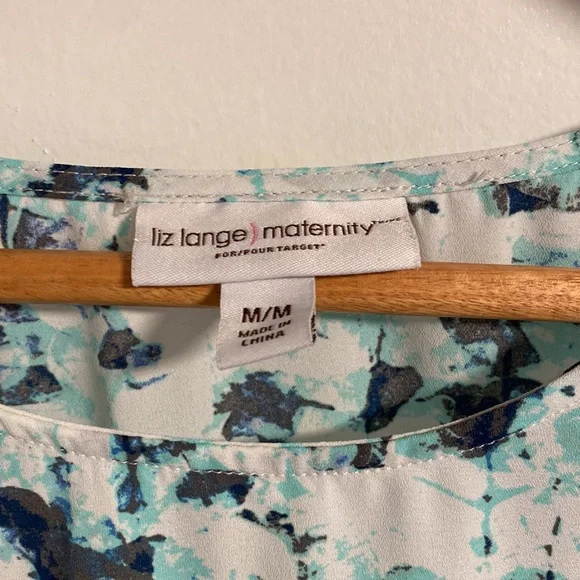 liz lange) maternity
FOR/POUR TARGET
M/M
MADE IN
CHINA